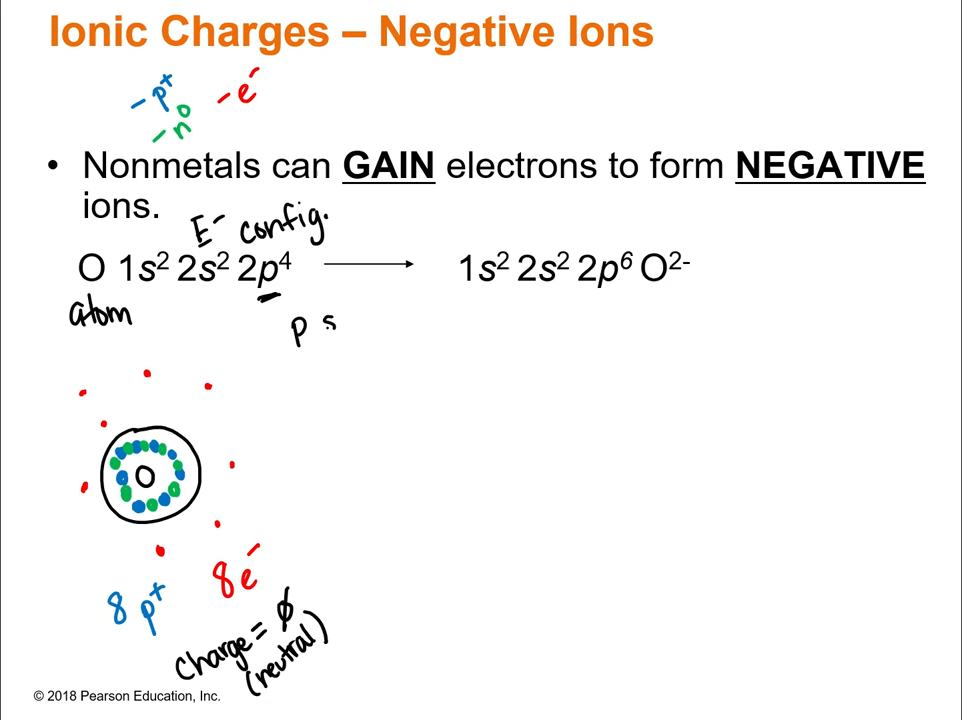 Ionic Charges – Negative Ions
- p⁺ - e⁻
- n⁰
• Nonmetals can GAIN electrons to form NEGATIVE
ions.
E⁻ config.
O 1s² 2s² 2p⁴ → 1s² 2s² 2p⁶ O²⁻
atom
p s
O
8 p⁺ 8 e⁻
charge = ∅
(neutral)
© 2018 Pearson Education, Inc.